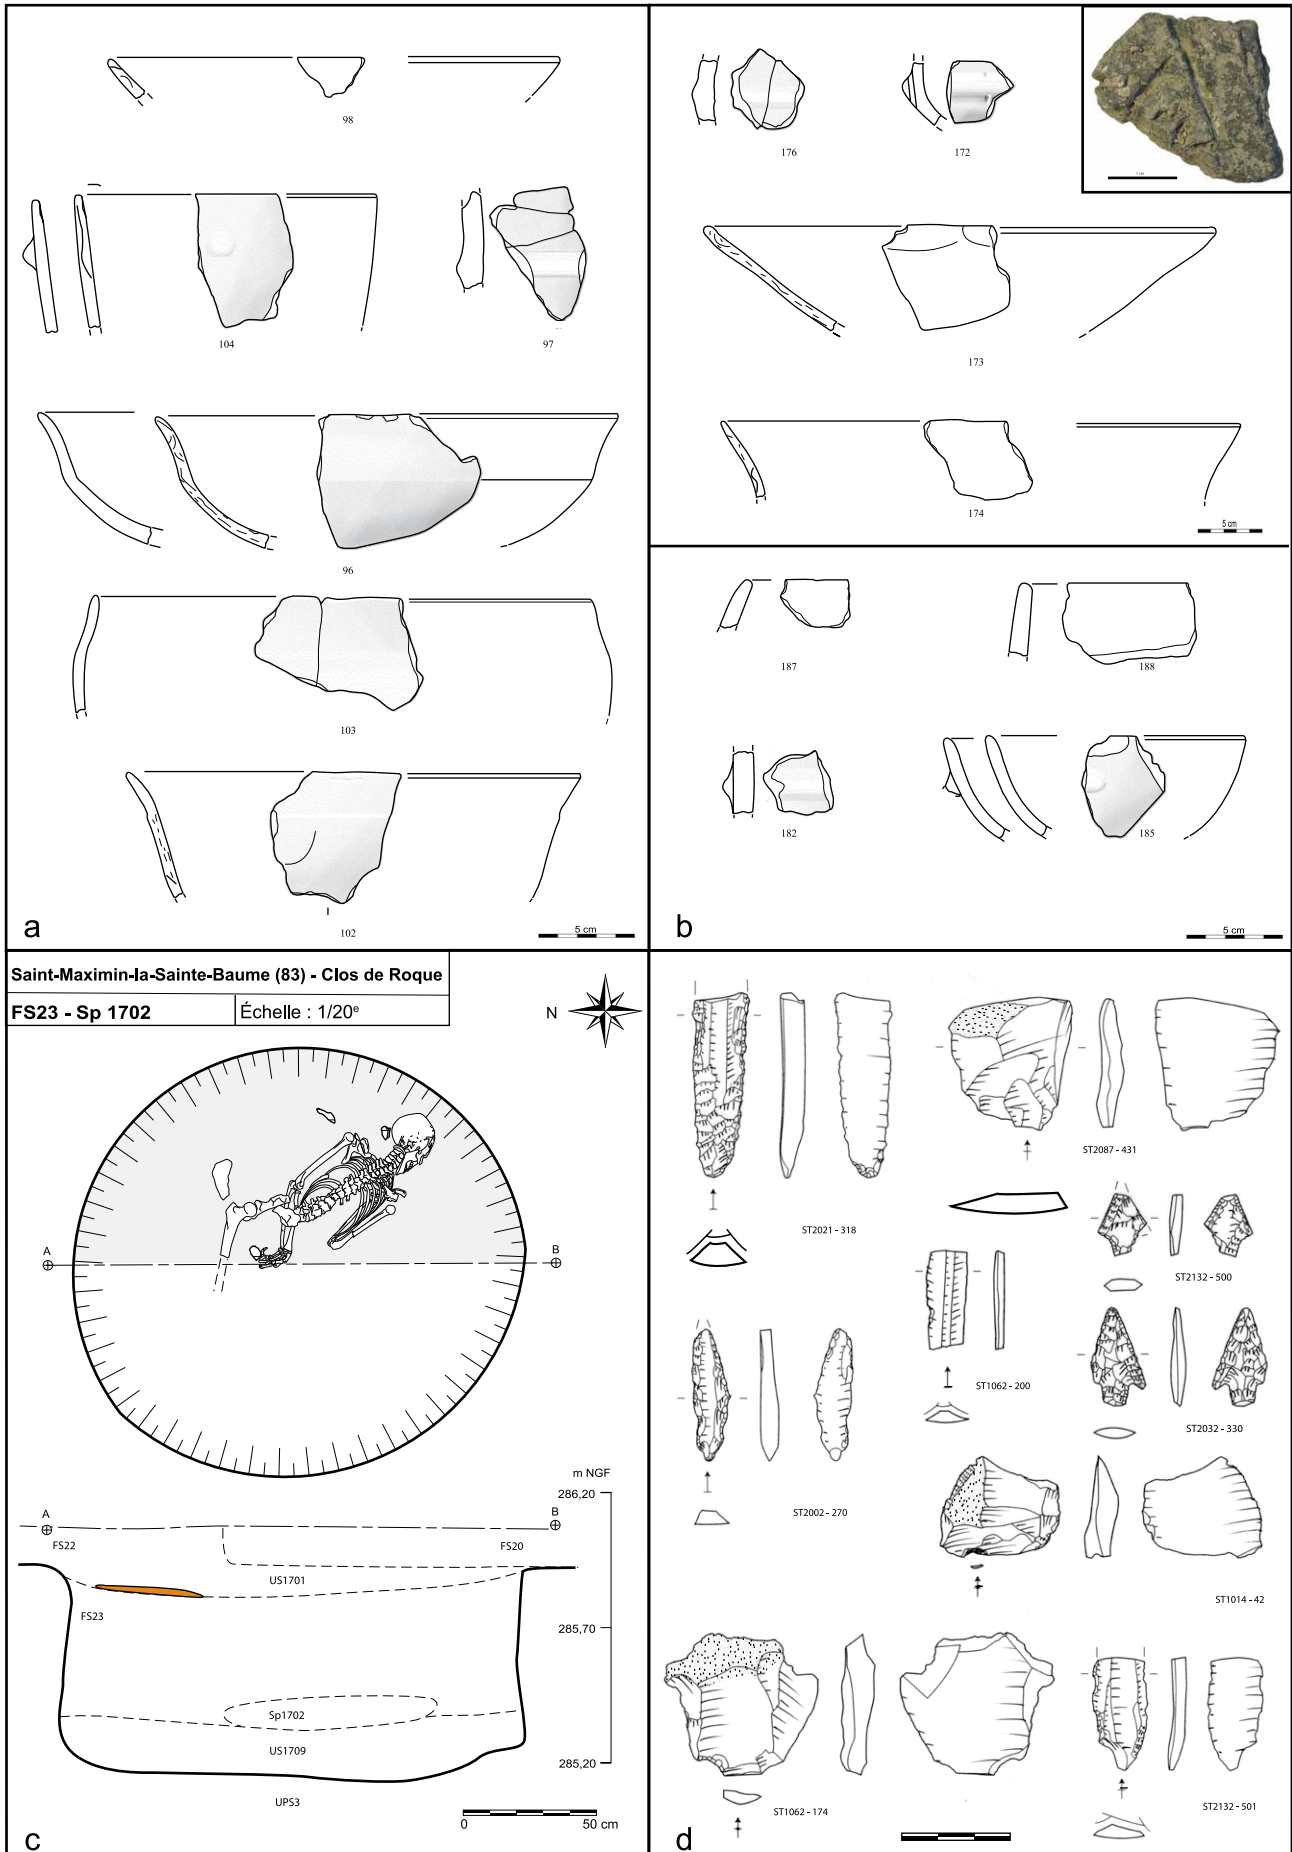 98
104
97
96
103
102
5 cm
a
176
172
1 cm
173
174
5 cm
187
188
182
185
b
5 cm
Saint-Maximin-la-Sainte-Baume (83) - Clos de Roque
FS23 - Sp 1702
Échelle : 1/20e
N
A
B
m NGF
286,20
A
B
FS22
FS20
US1701
FS23
285,70
Sp1702
US1709
285,20
UPS3
0
50 cm
c
ST2087 - 431
ST2021 - 318
ST2132 - 500
ST1062 - 200
ST2032 - 330
ST2002 - 270
ST1014 - 42
ST1062 - 174
ST2132 - 501
d